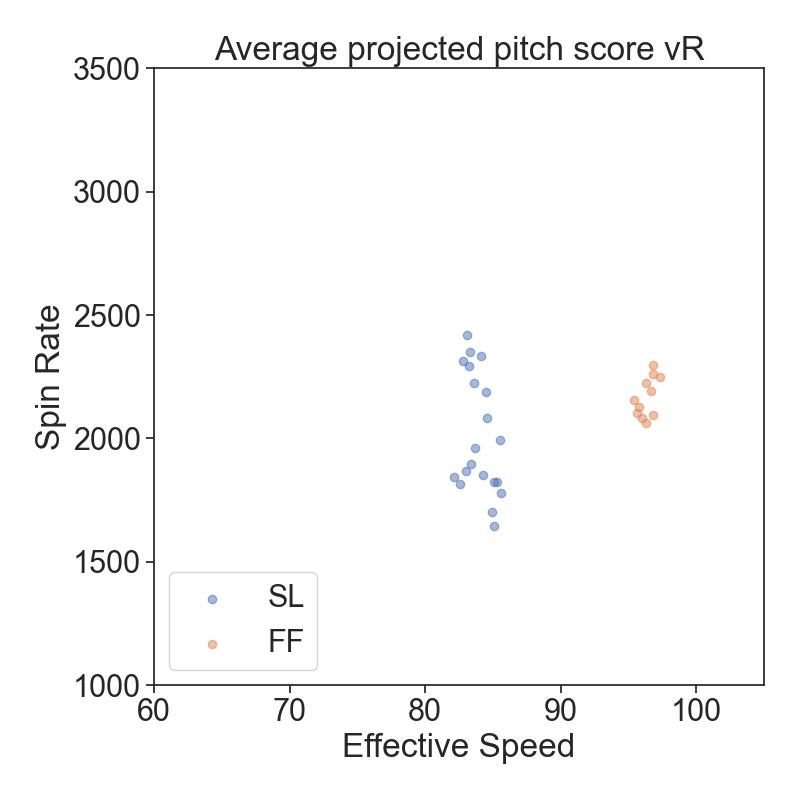 Average projected pitch score vR
3500
3000
2500
2000
1500
1000
Spin Rate
SL
FF
60 70 80 90 100
Effective Speed